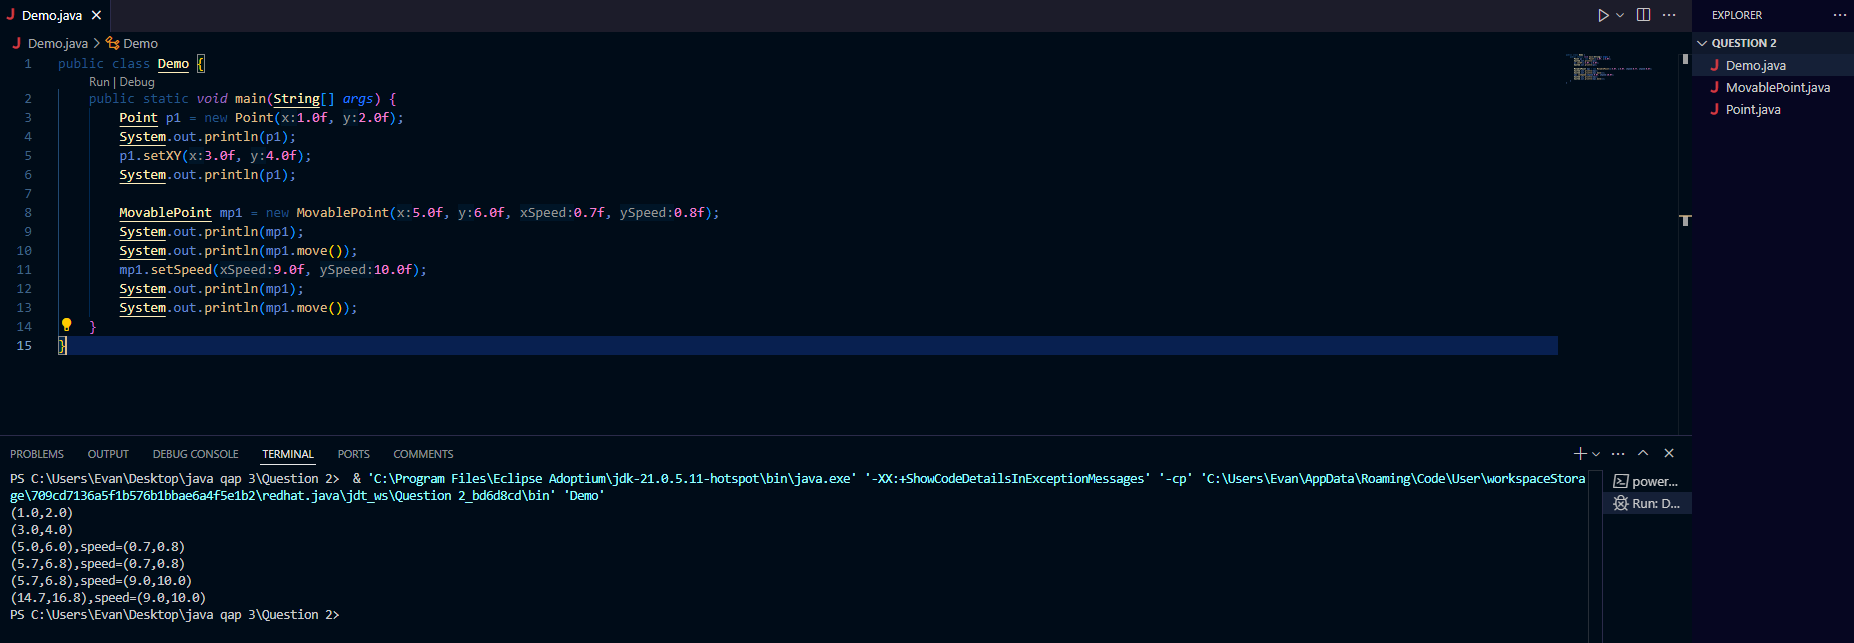 Demo.java
Demo.java > Demo
1 public class Demo {
Run | Debug
2 public static void main(String[] args) {
3 Point p1 = new Point(x:1.0f, y:2.0f);
4 System.out.println(p1);
5 p1.setXY(x:3.0f, y:4.0f);
6 System.out.println(p1);
7
8 MovablePoint mp1 = new MovablePoint(x:5.0f, y:6.0f, xSpeed:0.7f, ySpeed:0.8f);
9 System.out.println(mp1);
10 System.out.println(mp1.move());
11 mp1.setSpeed(xSpeed:9.0f, ySpeed:10.0f);
12 System.out.println(mp1);
13 System.out.println(mp1.move());
14 }
15 }
EXPLORER
QUESTION 2
Demo.java
MovablePoint.java
Point.java
PROBLEMS OUTPUT DEBUG CONSOLE TERMINAL PORTS COMMENTS
PS C:\Users\Evan\Desktop\java qap 3\Question 2> & 'C:\Program Files\Eclipse Adoptium\jdk-21.0.5.11-hotspot\bin\java.exe' '-XX:+ShowCodeDetailsInExceptionMessages' '-cp' 'C:\Users\Evan\AppData\Roaming\Code\User\workspaceStora
ge\709cd7136a5f1b576b1bbae6a4f5e1b2\redhat.java\jdt_ws\Question 2_bd6d8cd\bin' 'Demo'
(1.0,2.0)
(3.0,4.0)
(5.0,6.0),speed=(0.7,0.8)
(5.7,6.8),speed=(0.7,0.8)
(5.7,6.8),speed=(9.0,10.0)
(14.7,16.8),speed=(9.0,10.0)
PS C:\Users\Evan\Desktop\java qap 3\Question 2>
power...
Run: D...